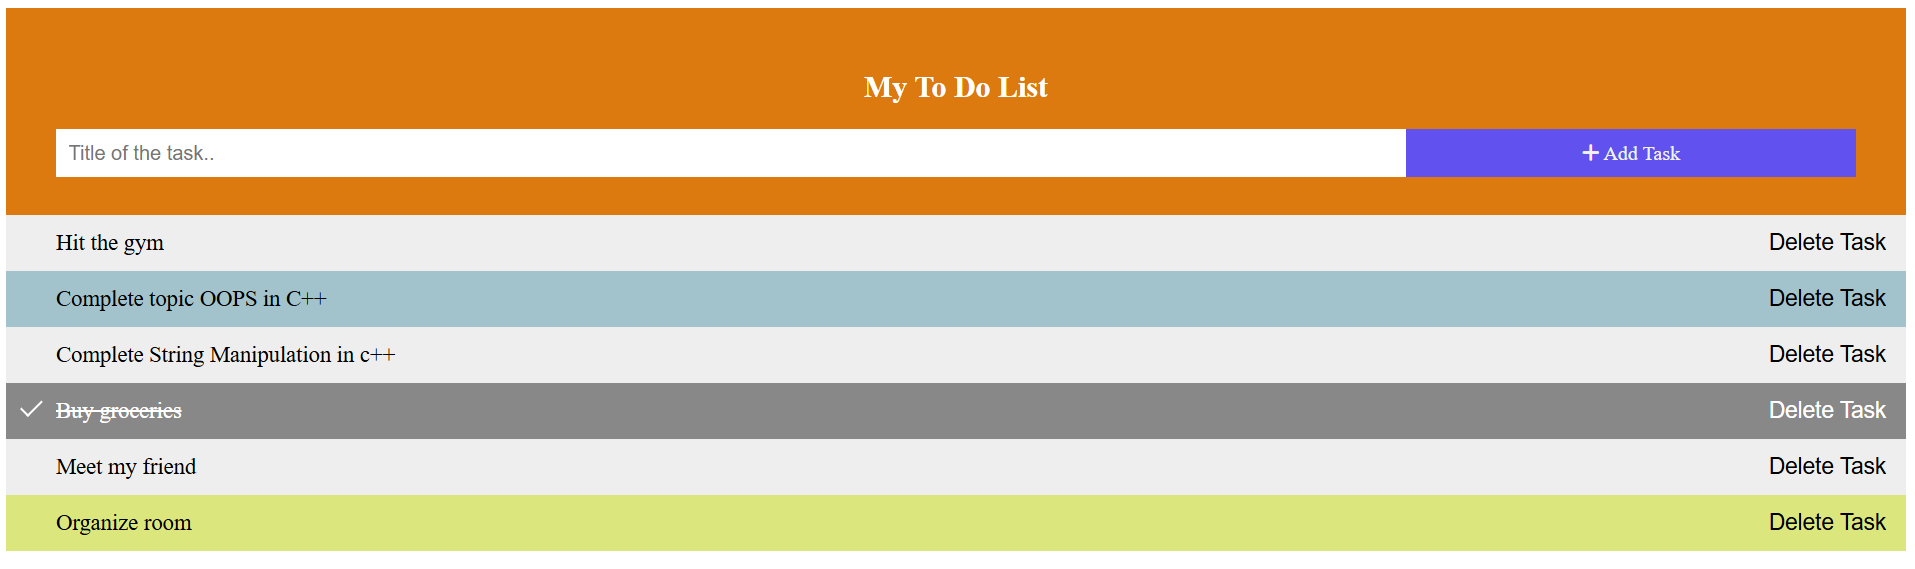 My To Do List
Title of the task..
+ Add Task
Hit the gym Delete Task
Complete topic OOPS in C++ Delete Task
Complete String Manipulation in c++ Delete Task
Buy groceries Delete Task
Meet my friend Delete Task
Organize room Delete Task